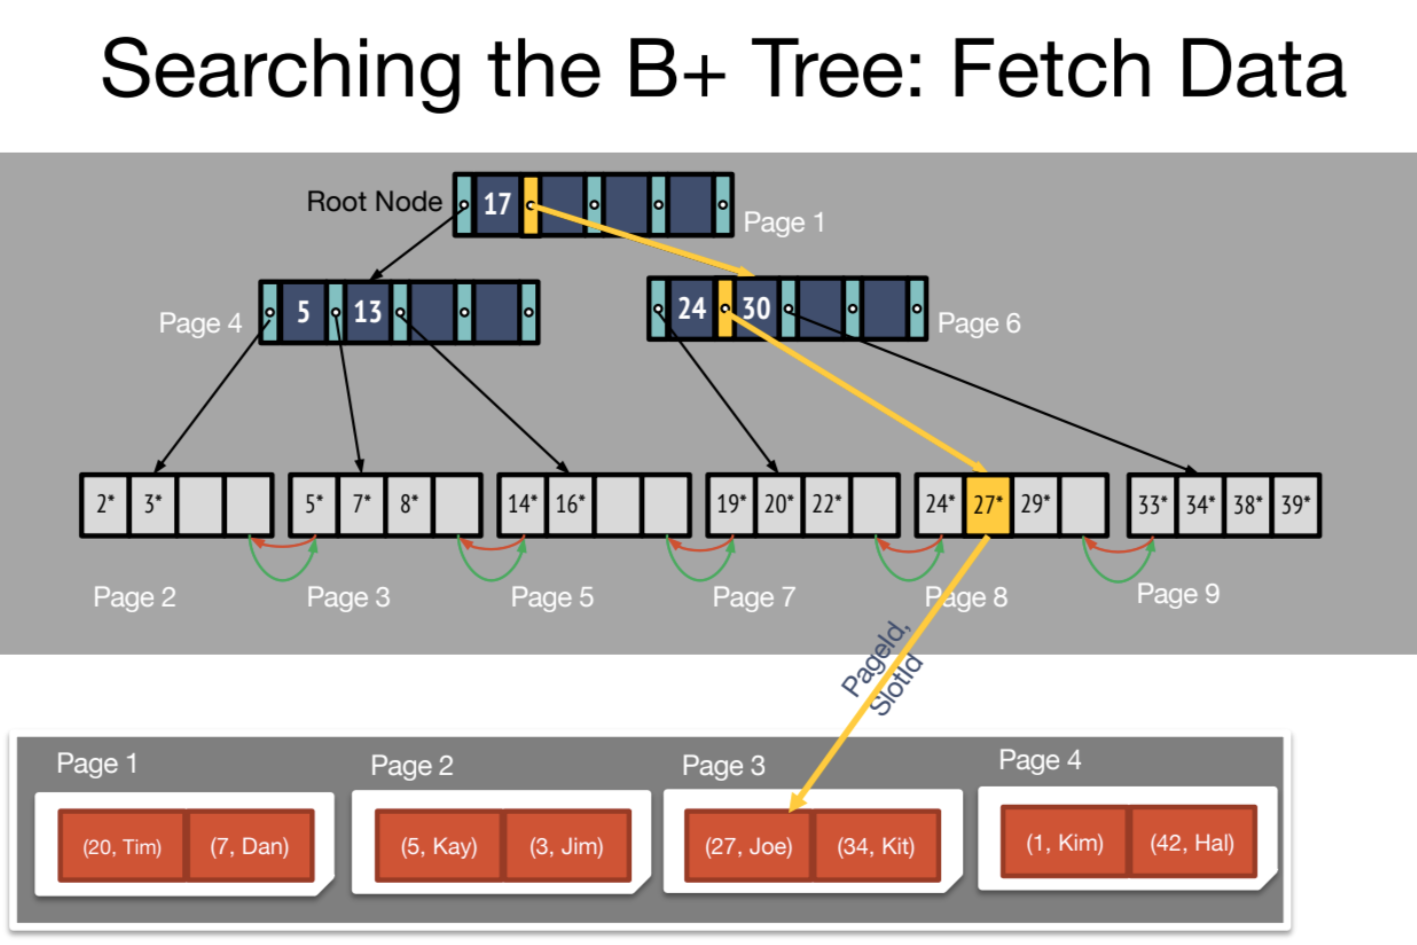 Searching the B+ Tree: Fetch Data
Root Node
17
Page 1
Page 4
5 13
24 30
Page 6
2* 3*
5* 7* 8*
14* 16*
19* 20* 22*
24* 27* 29*
33* 34* 38* 39*
Page 2
Page 3
Page 5
Page 7
Page 8
Page 9
PageId,
SlotId
Page 1
Page 2
Page 3
Page 4
(20, Tim) (7, Dan)
(5, Kay) (3, Jim)
(27, Joe) (34, Kit)
(1, Kim) (42, Hal)